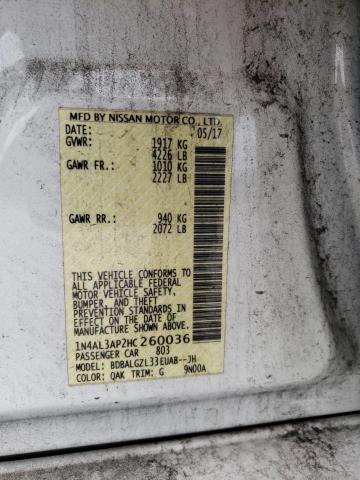 MFD BY NISSAN MOTOR CO., LTD.
DATE: 05/17
GVWR: 1917 KG
4226 LB
GAWR FR.: 1010 KG
2227 LB
GAWR RR.: 940 KG
2072 LB
THIS VEHICLE CONFORMS TO
ALL APPLICABLE FEDERAL
MOTOR VEHICLE SAFETY,
BUMPER, AND THEFT
PREVENTION STANDARDS IN
EFFECT ON THE DATE OF
MANUFACTURE SHOWN ABOVE.
1N4AL3AP2HC260036
PASSENGER CAR 803
MODEL: BDBALGZL33EUAB--JH
COLOR: QAK TRIM: G 9N00A